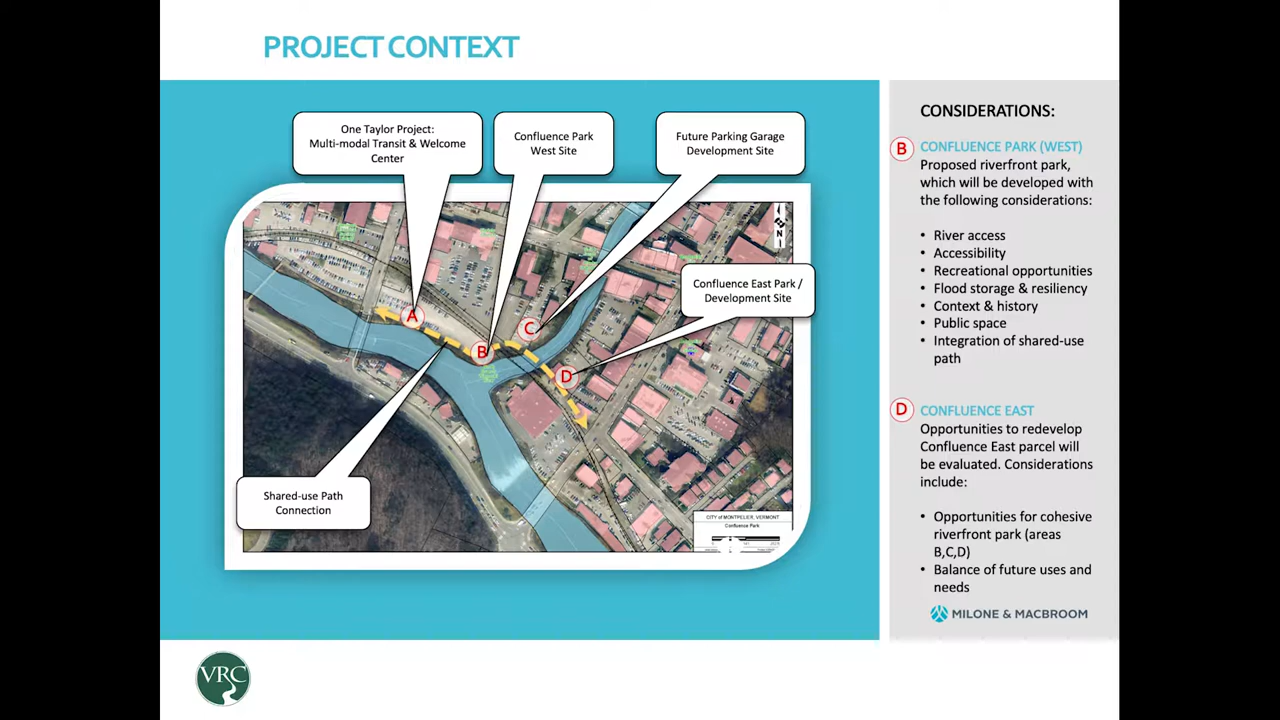 PROJECT CONTEXT
One Taylor Project:
Multi-modal Transit & Welcome
Center
Confluence Park
West Site
Future Parking Garage
Development Site
Confluence East Park /
Development Site
N
A
B
C
D
Shared-use Path
Connection
CITY of MONTPELIER, VERMONT
Confluence Park
CONSIDERATIONS:
B CONFLUENCE PARK (WEST)
Proposed riverfront park,
which will be developed with
the following considerations:
• River access
• Accessibility
• Recreational opportunities
• Flood storage & resiliency
• Context & history
• Public space
• Integration of shared-use
path
D CONFLUENCE EAST
Opportunities to redevelop
Confluence East parcel will
be evaluated. Considerations
include:
• Opportunities for cohesive
riverfront park (areas
B,C,D)
• Balance of future uses and
needs
MILONE & MACBROOM
VRC